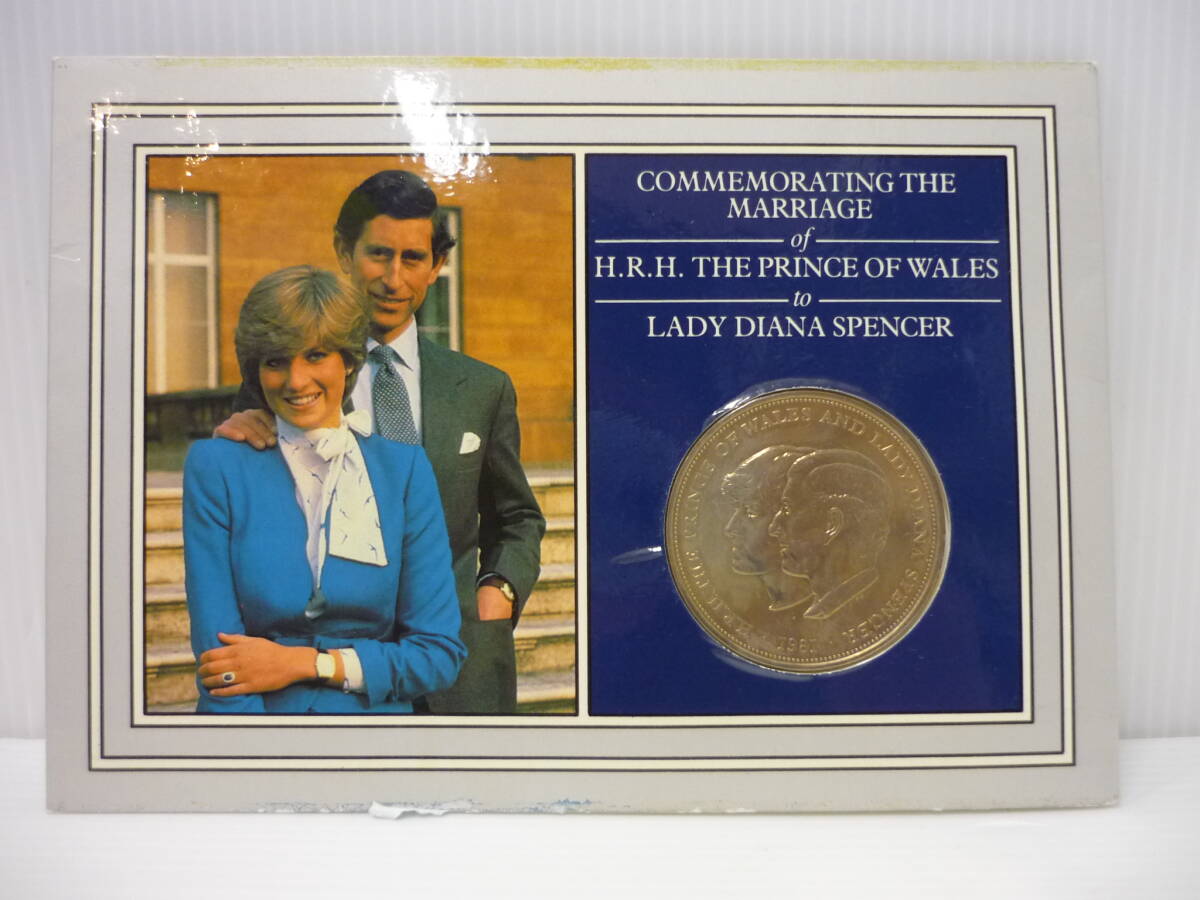 COMMEMORATING THE
MARRIAGE
of
H.R.H. THE PRINCE OF WALES
to
LADY DIANA SPENCER
H.R.H. THE PRINCE OF WALES AND LADY DIANA SPENCER
1981